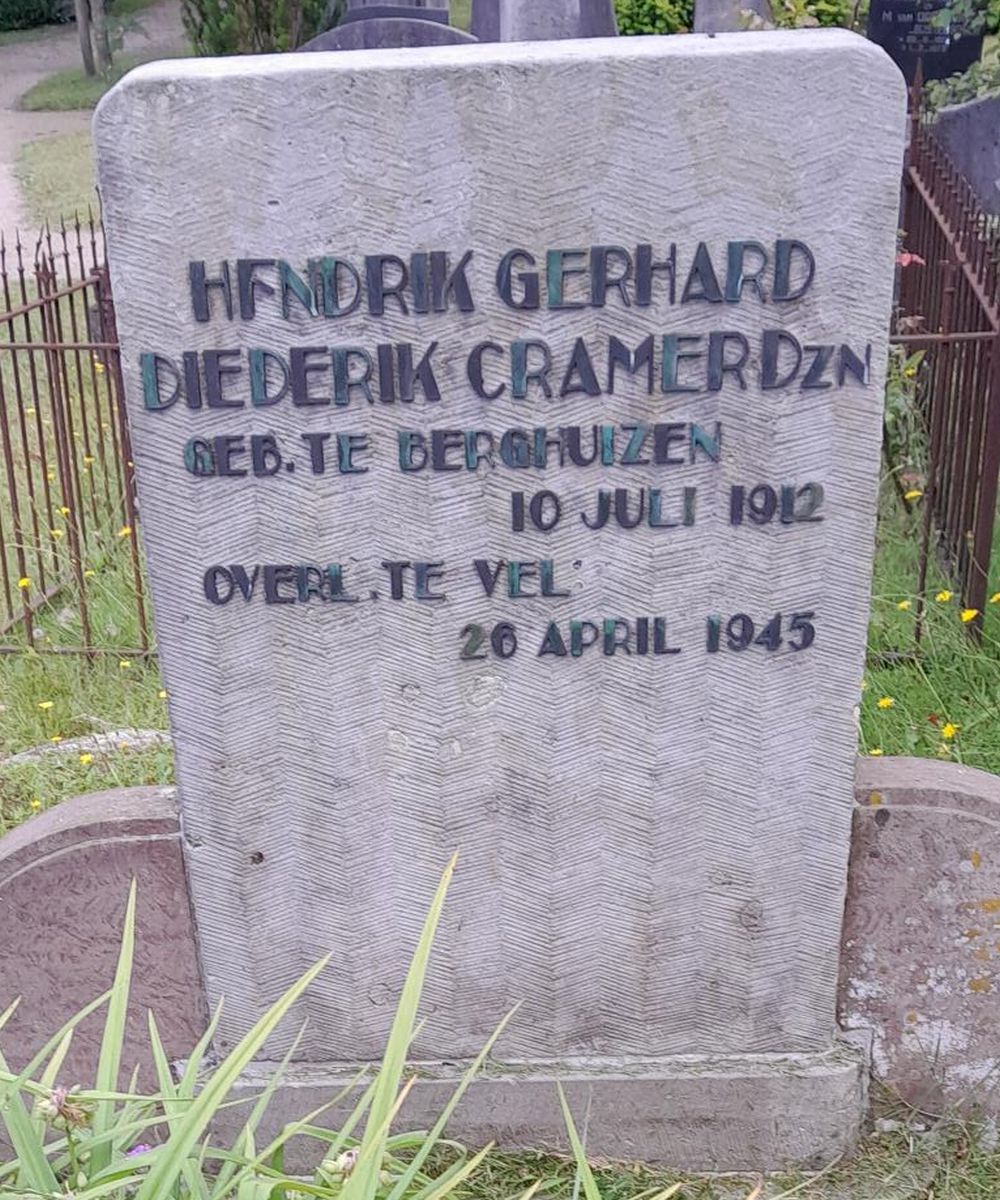 HENDRIK GERHARD
DIEDERIK CRAMER DZN
GEB. TE BERGHUIZEN
10 JULI 1912
OVERL. TE VEL
26 APRIL 1945